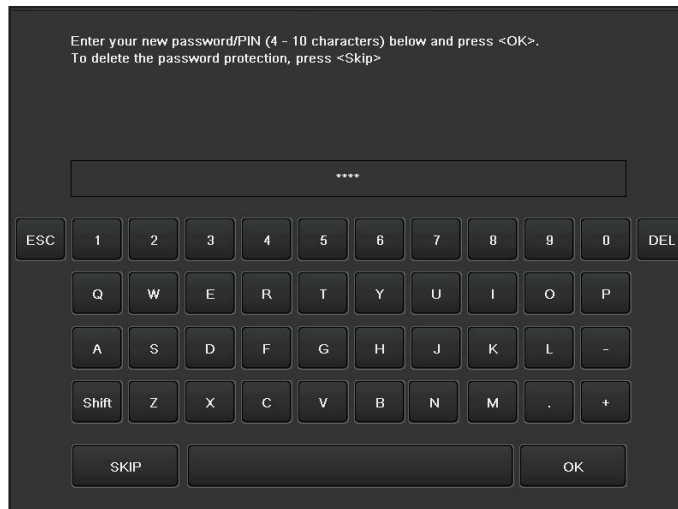 Enter your new password/PIN (4 - 10 characters) below and press <OK>.
To delete the password protection, press <Skip>
****
ESC 1 2 3 4 5 6 7 8 9 0 DEL
Q W E R T Y U I O P
A S D F G H J K L -
Shift Z X C V B N M . +
SKIP OK